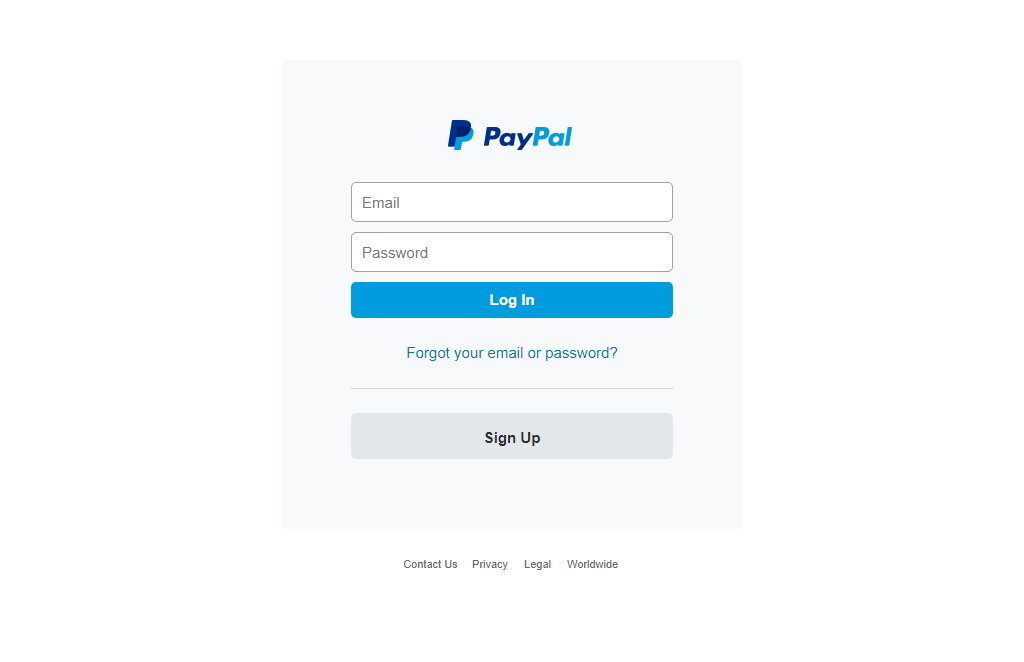 PayPal
Email
Password
Log In
Forgot your email or password?
Sign Up
Contact Us Privacy Legal Worldwide